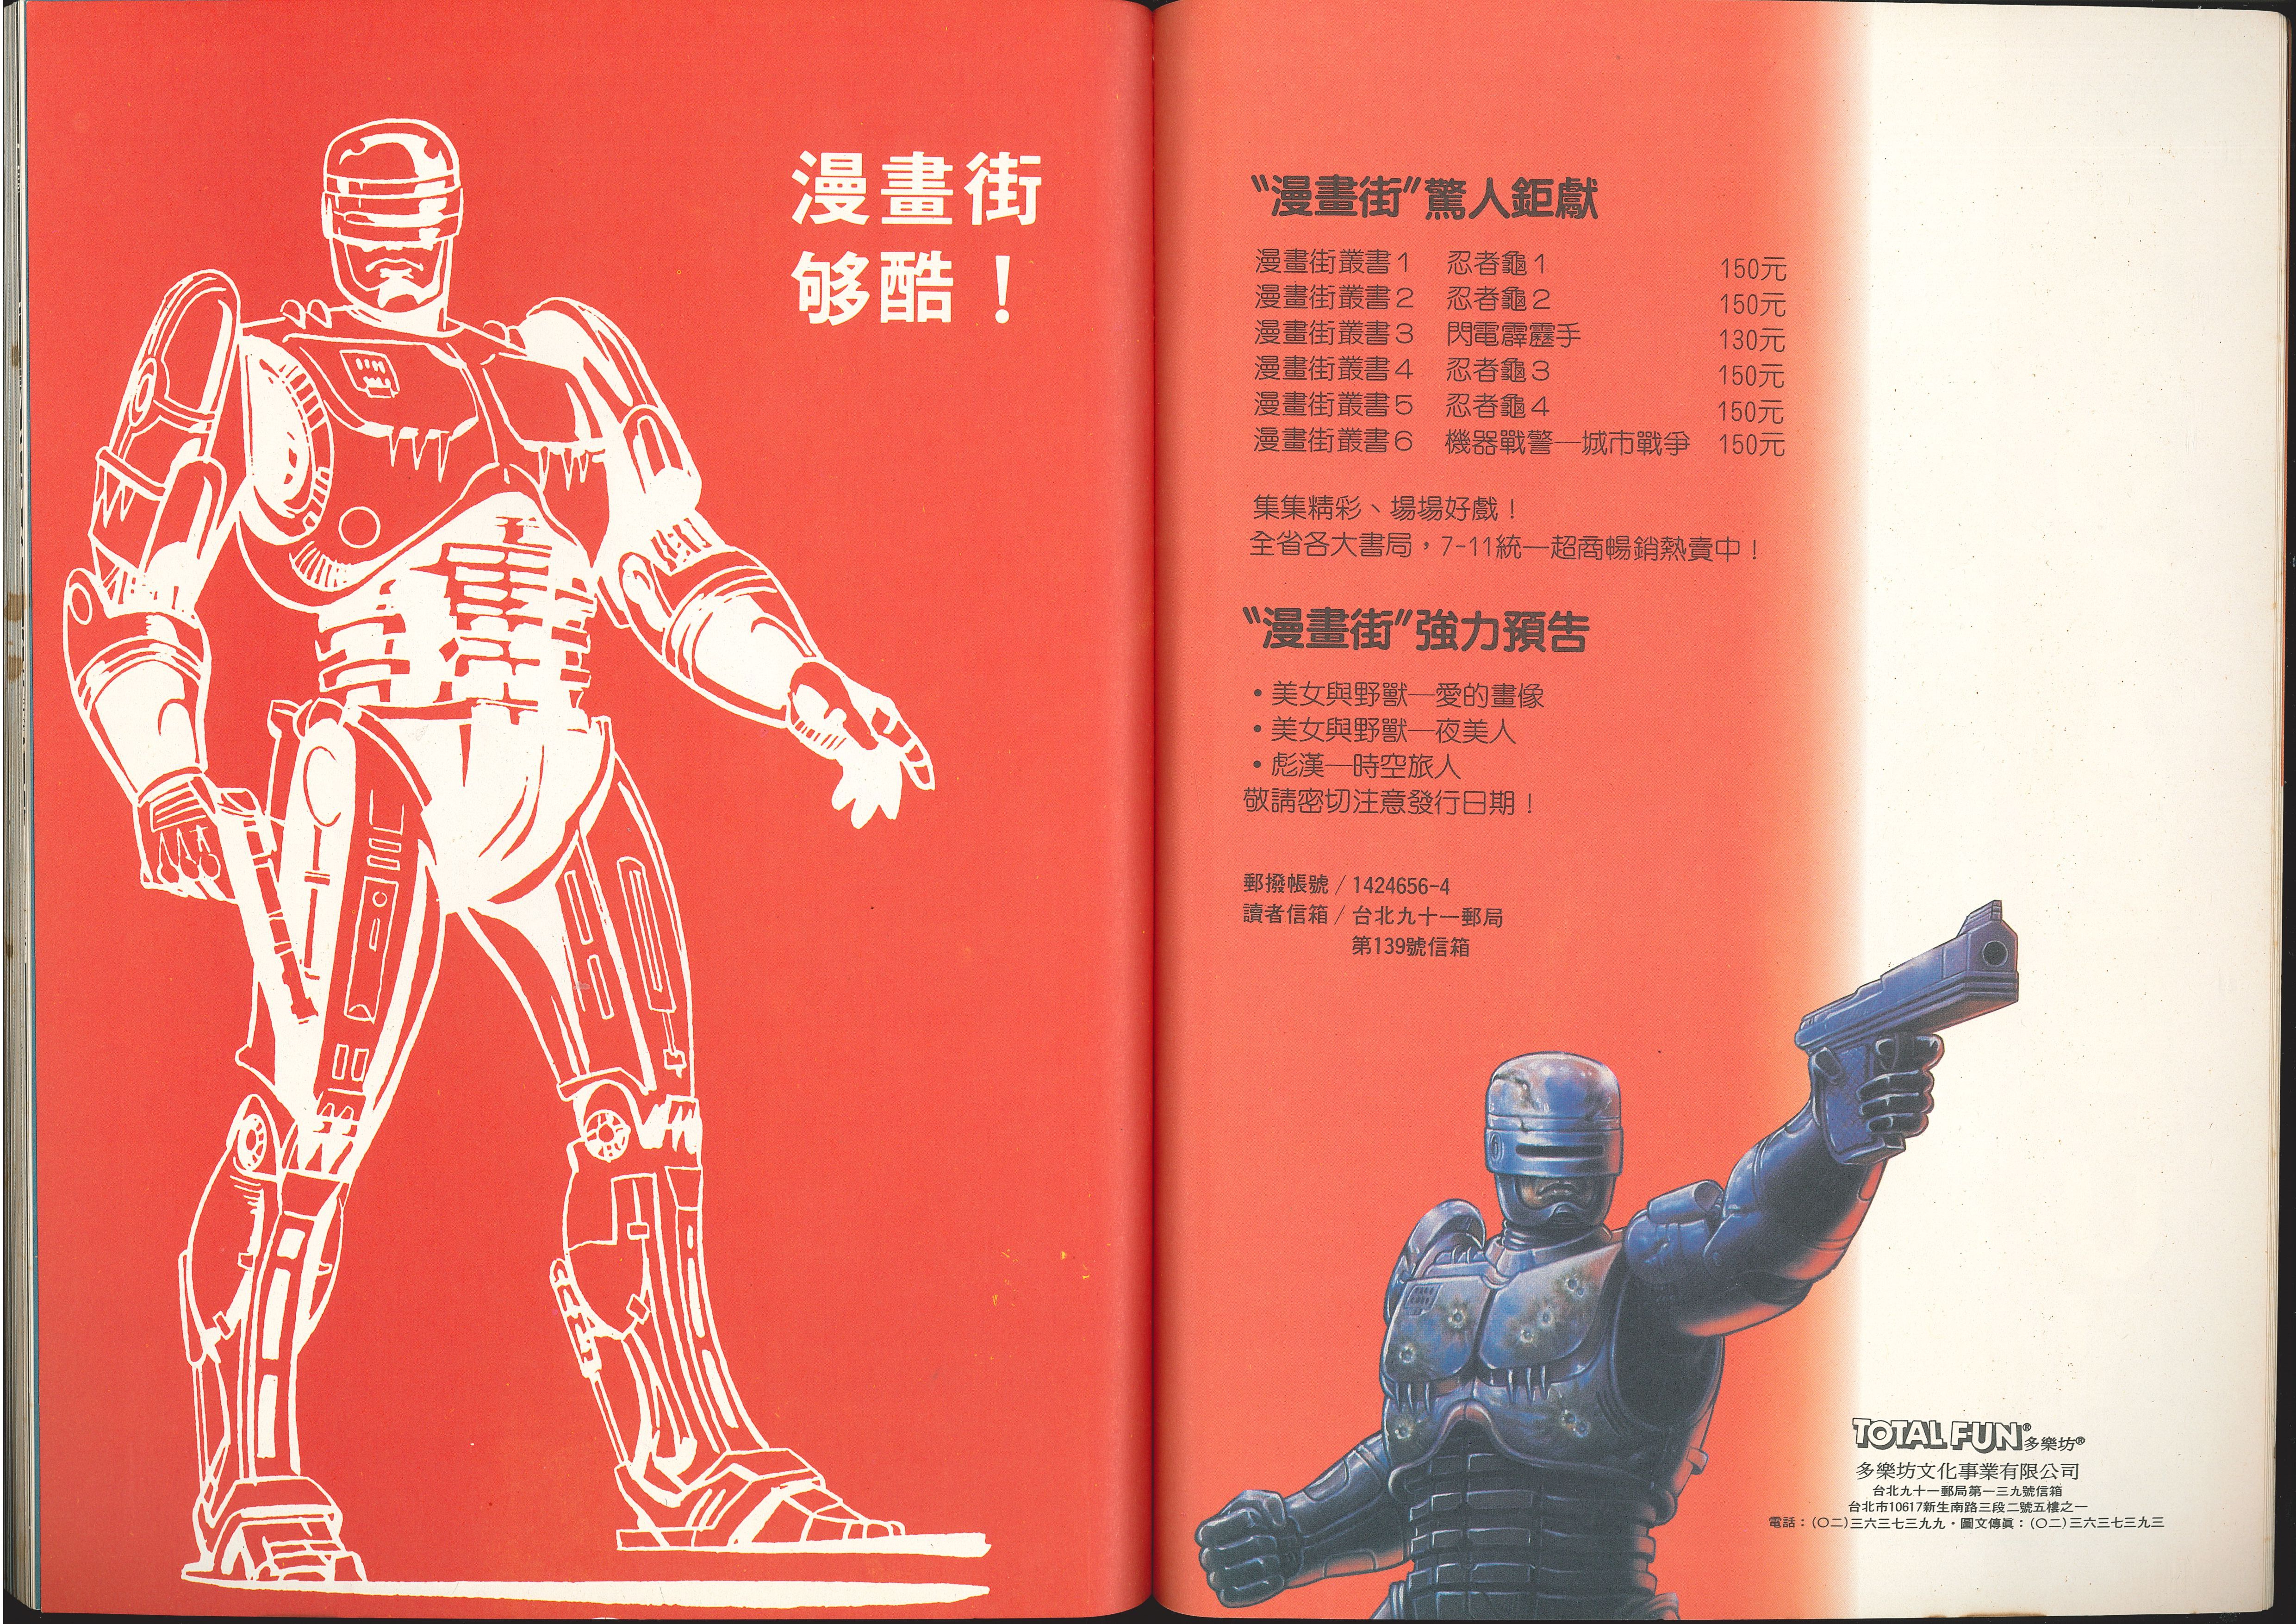 漫畫街
够酷！
〝漫畫街〞驚人鉅獻
漫畫街叢書1 忍者龜1 150元
漫畫街叢書2 忍者龜2 150元
漫畫街叢書3 閃電霹靂手 130元
漫畫街叢書4 忍者龜3 150元
漫畫街叢書5 忍者龜4 150元
漫畫街叢書6 機器戰警─城市戰爭 150元
集集精彩、場場好戲！
全省各大書局，7-11統一超商暢銷熱賣中！
〝漫畫街〞強力預告
•美女與野獸─愛的畫像
•美女與野獸─夜美人
•彪漢─時空旅人
敬請密切注意發行日期！
郵撥帳號／1424656-4
讀者信箱／台北九十一郵局
第139號信箱
TOTAL FUN®多樂坊®
多樂坊文化事業有限公司
台北九十一郵局第一三九號信箱
台北市10617新生南路三段二號五樓之一
電話：(〇二)三六三七三九九・圖文傳眞：(〇二)三六三七三九三